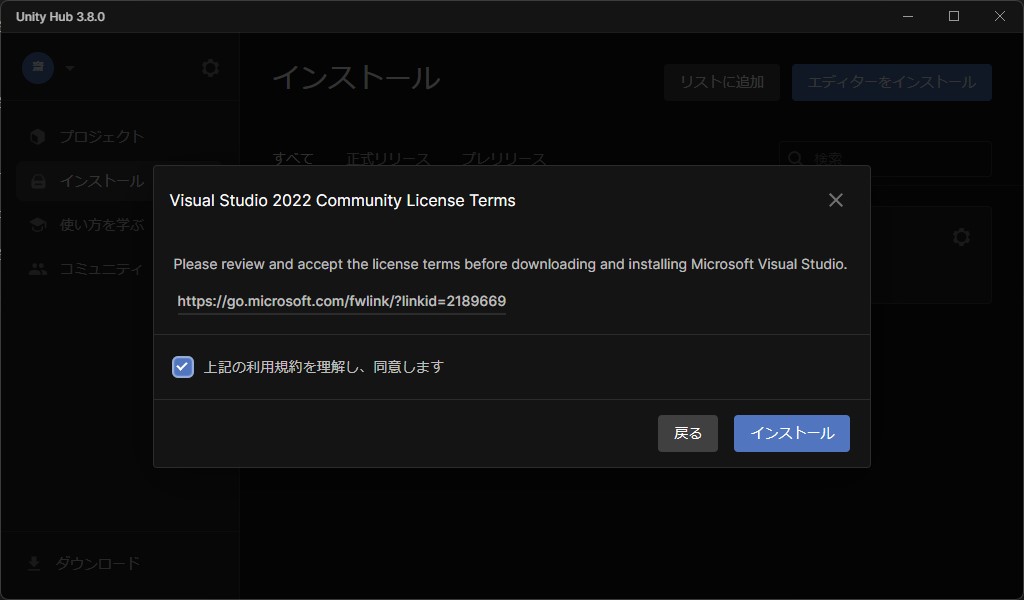 Unity Hub 3.8.0
インストール
リストに追加
エディターをインストール
プロジェクト
インストール
使い方を学ぶ
コミュニティ
ダウンロード
すべて
正式リリース
プレリリース
検索
Visual Studio 2022 Community License Terms
Please review and accept the license terms before downloading and installing Microsoft Visual Studio.
https://go.microsoft.com/fwlink/?linkid=2189669
上記の利用規約を理解し、同意します
戻る
インストール